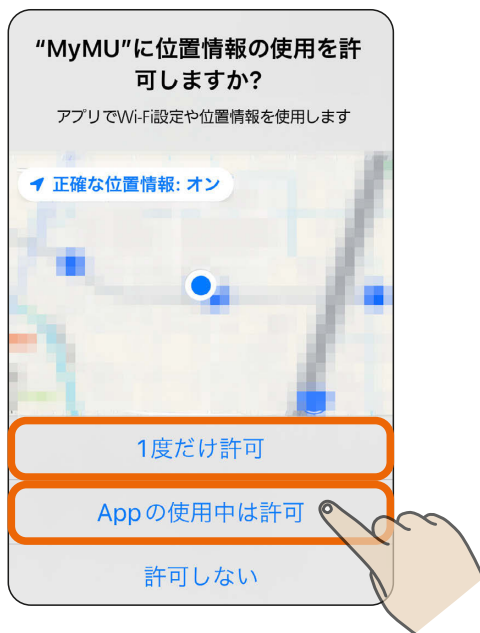 “MyMU”に位置情報の使用を許
可しますか?
アプリでWi-Fi設定や位置情報を使用します
正確な位置情報: オン
1度だけ許可
Appの使用中は許可
許可しない